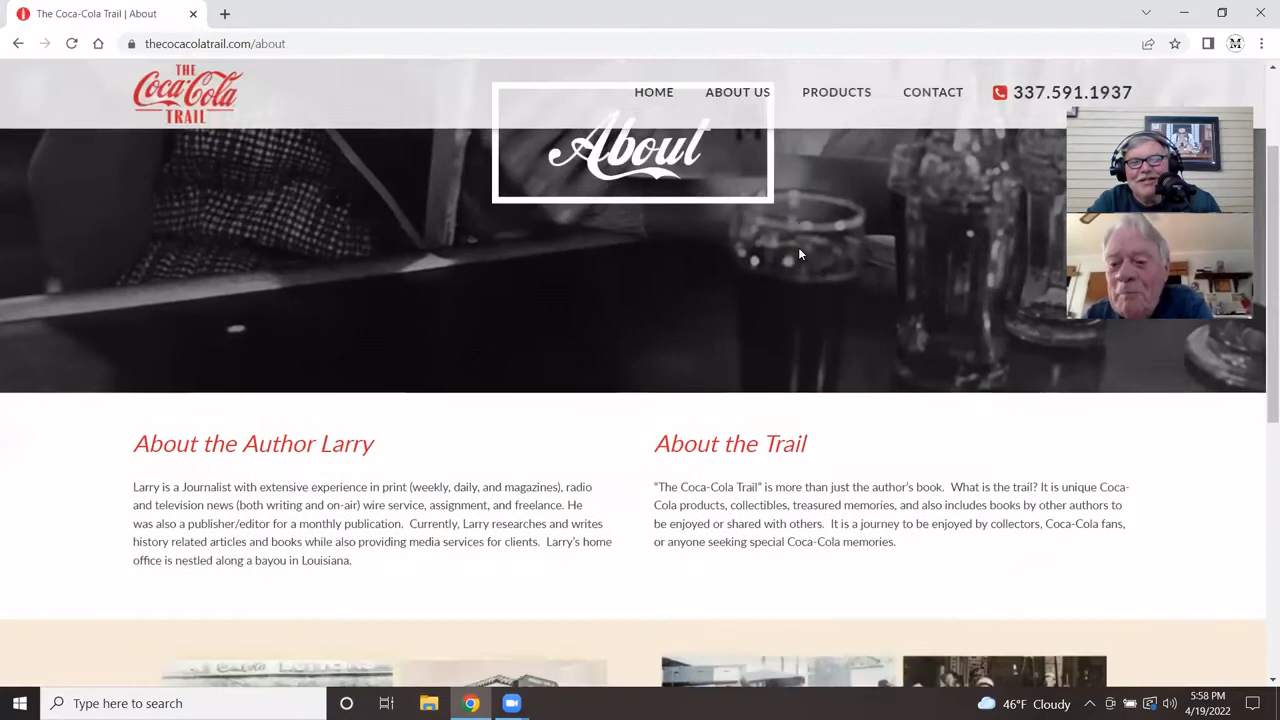 The Coca-Cola Trail | About
thecocacolatrail.com/about
THE
Coca-Cola
TRAIL
HOME
ABOUT US
PRODUCTS
CONTACT
337.591.1937
About
About the Author Larry
Larry is a Journalist with extensive experience in print (weekly, daily, and magazines), radio
and television news (both writing and on-air) wire service, assignment, and freelance. He
was also a publisher/editor for a monthly publication. Currently, Larry researches and writes
history related articles and books while also providing media services for clients. Larry's home
office is nestled along a bayou in Louisiana.
About the Trail
“The Coca-Cola Trail” is more than just the author's book. What is the trail? It is unique Coca-
Cola products, collectibles, treasured memories, and also includes books by other authors to
be enjoyed or shared with others. It is a journey to be enjoyed by collectors, Coca-Cola fans,
or anyone seeking special Coca-Cola memories.
Type here to search
46°F Cloudy
5:58 PM
4/19/2022